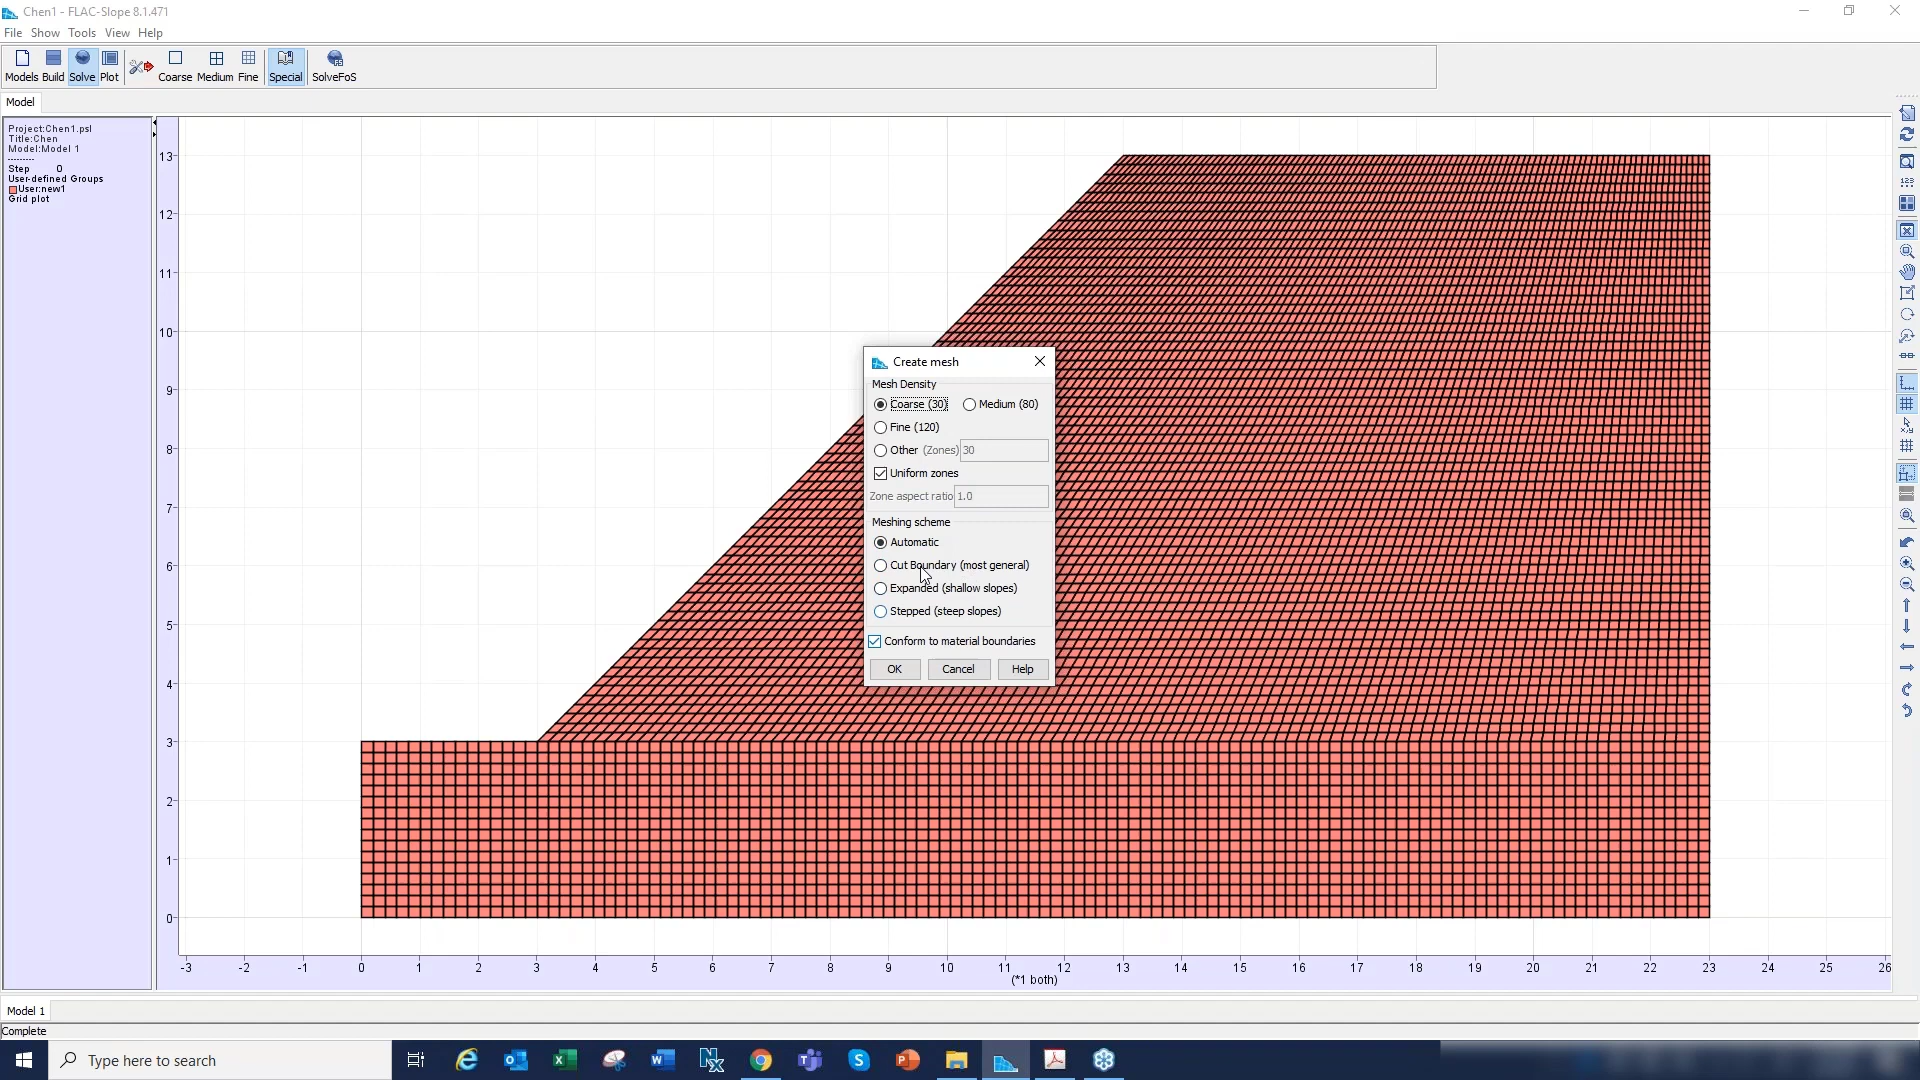 Chen1 - FLAC-Slope 8.1.471
File Show Tools View Help
Models Build Solve Plot Coarse Medium Fine Special SolveFoS
Model
Project:Chen1.psl
Title:Chen
Model:Model 1
---------
Step 0
User-defined Groups
User:new1
Grid plot
13
12
11
10
9
8
7
6
5
4
3
2
1
0
Create mesh
Mesh Density
Coarse (30) Medium (80)
Fine (120)
Other (Zones) 30
Uniform zones
Zone aspect ratio 1.0
Meshing scheme
Automatic
Cut Boundary (most general)
Expanded (shallow slopes)
Stepped (steep slopes)
Conform to material boundaries
OK Cancel Help
-3 -2 -1 0 1 2 3 4 5 6 7 8 9 10 11 12 13 14 15 16 17 18 19 20 21 22 23 24 25 26
(*1 both)
123
Model 1
Complete
Type here to search